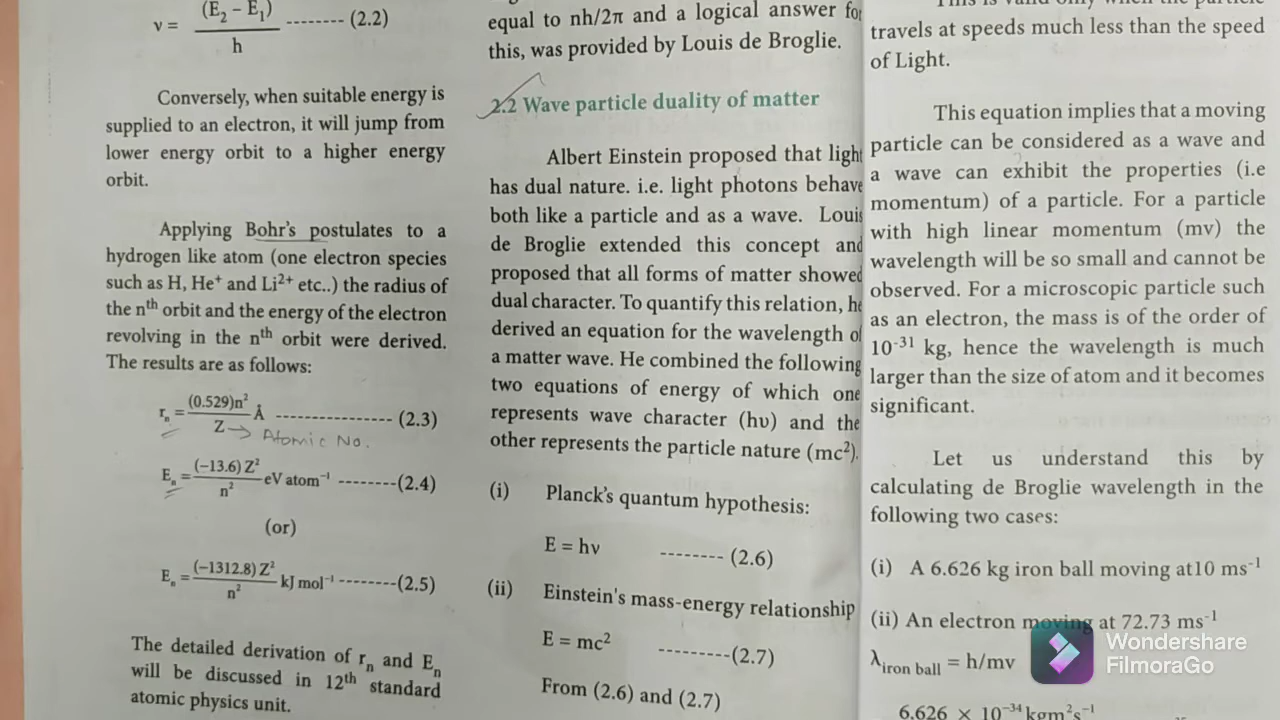 ν = (E₂ – E₁) / h -------- (2.2)
Conversely, when suitable energy is
supplied to an electron, it will jump from
lower energy orbit to a higher energy
orbit.
Applying Bohr's postulates to a
hydrogen like atom (one electron species
such as H, He⁺ and Li²⁺ etc..) the radius of
the nᵗʰ orbit and the energy of the electron
revolving in the nᵗʰ orbit were derived.
The results are as follows:
rₙ = (0.529)n² / Z Å ---------------- (2.3)
→ Atomic No.
Eₙ = (–13.6) Z² / n² eV atom⁻¹ --------(2.4)
(or)
Eₙ = (–1312.8) Z² / n² kJ mol⁻¹ --------(2.5)
The detailed derivation of rₙ and Eₙ
will be discussed in 12ᵗʰ standard
atomic physics unit.
equal to nh/2π and a logical answer for
this, was provided by Louis de Broglie.
2.2 Wave particle duality of matter
Albert Einstein proposed that light
has dual nature. i.e. light photons behave
both like a particle and as a wave. Louis
de Broglie extended this concept and
proposed that all forms of matter showed
dual character. To quantify this relation, he
derived an equation for the wavelength of
a matter wave. He combined the following
two equations of energy of which one
represents wave character (hυ) and the
other represents the particle nature (mc²).
(i) Planck's quantum hypothesis:
E = hν -------- (2.6)
(ii) Einstein's mass-energy relationship
E = mc² ---------(2.7)
From (2.6) and (2.7)
travels at speeds much less than the speed
of Light.
This equation implies that a moving
particle can be considered as a wave and
a wave can exhibit the properties (i.e
momentum) of a particle. For a particle
with high linear momentum (mv) the
wavelength will be so small and cannot be
observed. For a microscopic particle such
as an electron, the mass is of the order of
10⁻³¹ kg, hence the wavelength is much
larger than the size of atom and it becomes
significant.
Let us understand this by
calculating de Broglie wavelength in the
following two cases:
(i) A 6.626 kg iron ball moving at10 ms⁻¹
(ii) An electron moving at 72.73 ms⁻¹
λ iron ball = h/mv
6.626 × 10⁻³⁴ kgm²s⁻¹
Wondershare
FilmoraGo